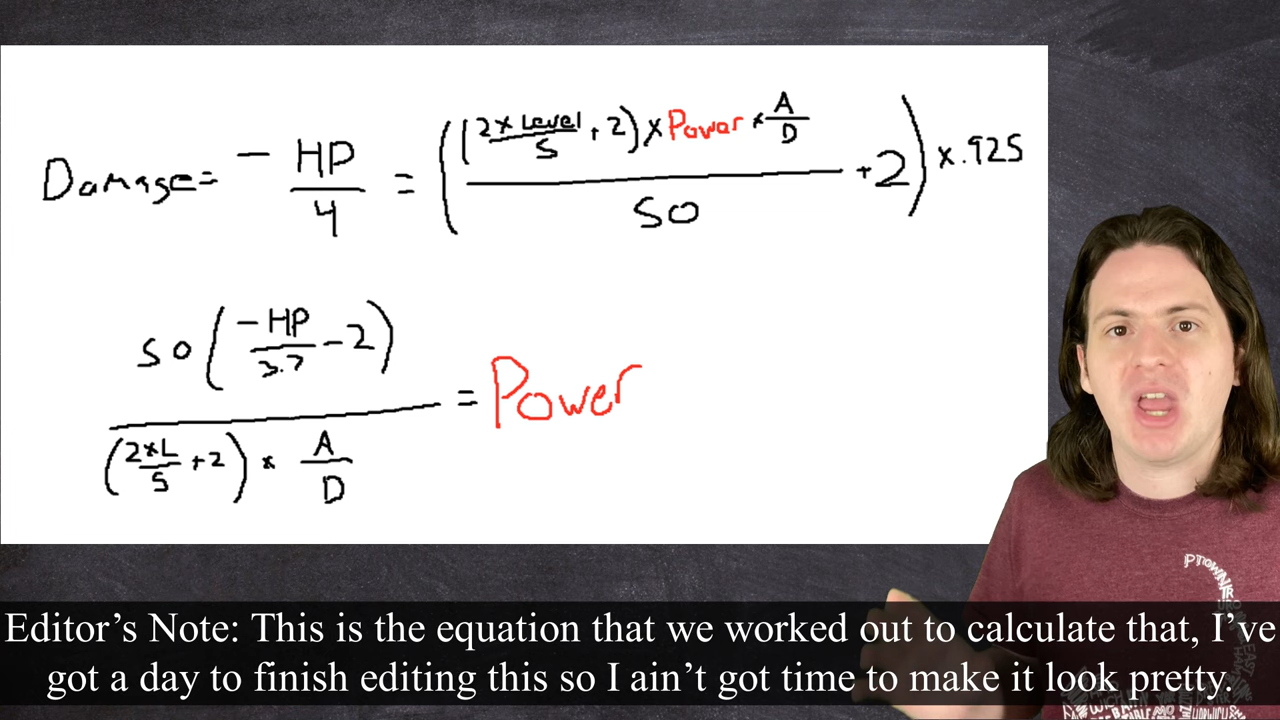 Damage = - HP/4 = ( ((2 x Level/5 + 2) x Power x A/D)/50 + 2 ) x .925
50 ( -HP/3.7 - 2 ) / ( (2 x L/5 + 2) x A/D ) = Power
PTOWN
Editor's Note: This is the equation that we worked out to calculate that, I've
got a day to finish editing this so I ain't got time to make it look pretty.